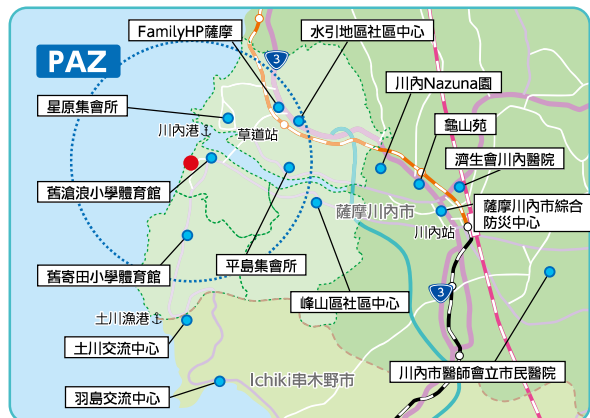 FamilyHP薩摩
水引地區社區中心
PAZ
3
川內Nazuna園
星原集會所
川內港
草道站
龜山苑
濟生會川內醫院
舊滄浪小學體育館
薩摩川內市
薩摩川內市綜合
防災中心
川內站
平島集會所
舊寄田小學體育館
峰山區社區中心
3
土川漁港
土川交流中心
川內市醫師會立市民醫院
Ichiki串木野市
羽島交流中心